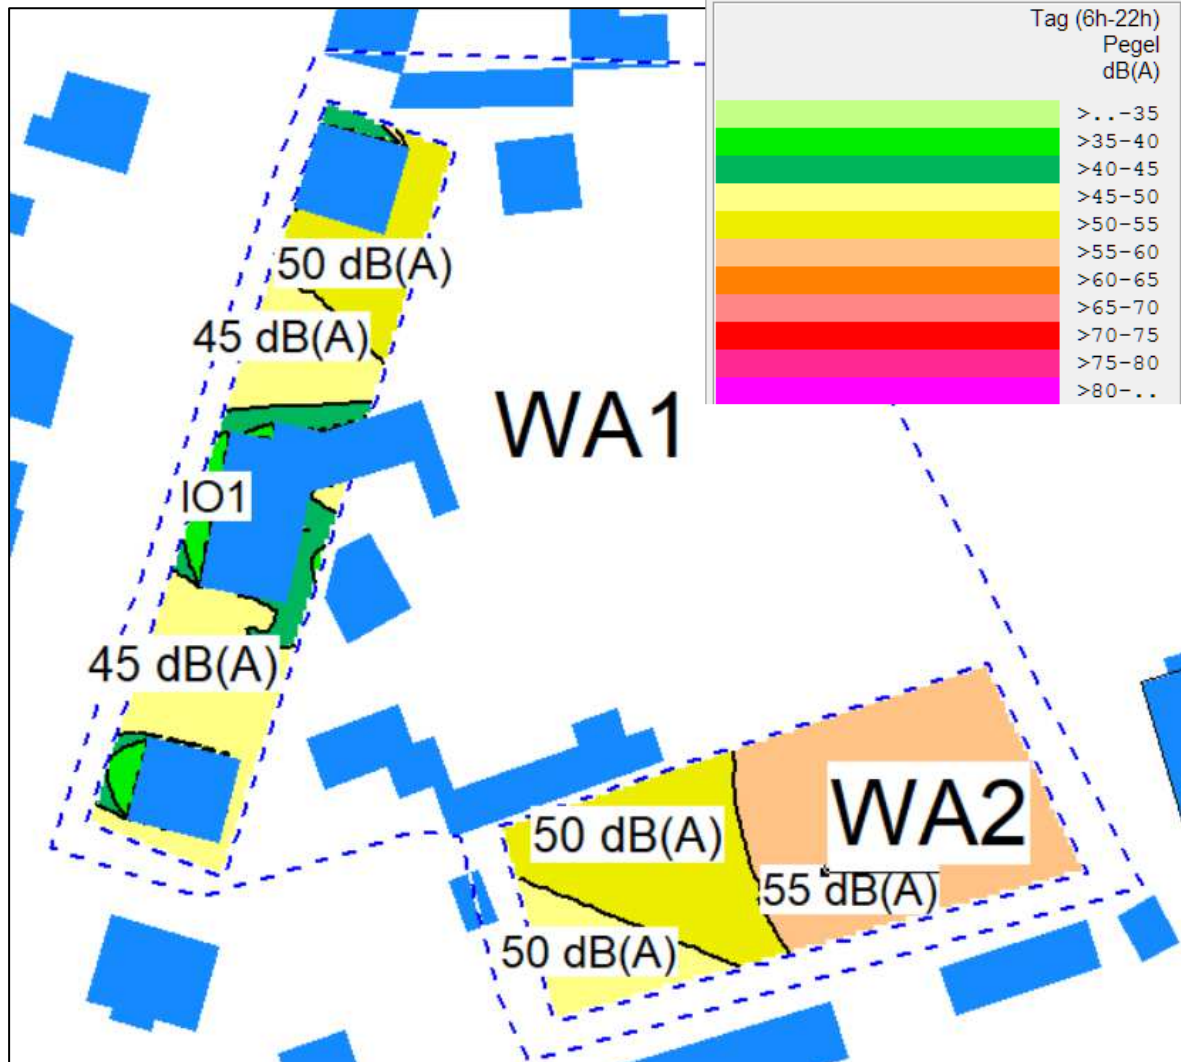 Tag (6h-22h)
Pegel
dB(A)
>..-35
>35-40
>40-45
>45-50
>50-55
>55-60
>60-65
>65-70
>70-75
>75-80
>80-..
50 dB(A)
45 dB(A)
WA1
IO1
45 dB(A)
WA2
50 dB(A)
55 dB(A)
50 dB(A)